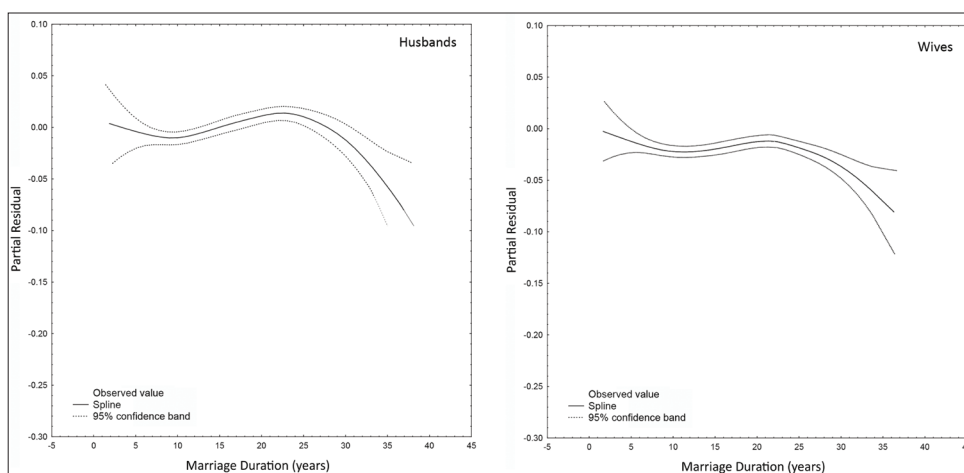 Husbands
Partial Residual
0.10
0.05
0.00
-0.05
-0.10
-0.15
-0.20
-0.25
-0.30
Observed value
Spline
95% confidence band
-5 0 5 10 15 20 25 30 35 40 45
Marriage Duration (years)
Wives
Partial Residual
0.10
0.05
0.00
-0.05
-0.10
-0.15
-0.20
-0.25
-0.30
Observed value
Spline
95% confidence band
-5 0 5 10 15 20 25 30 35 40 45
Marriage Duration (years)